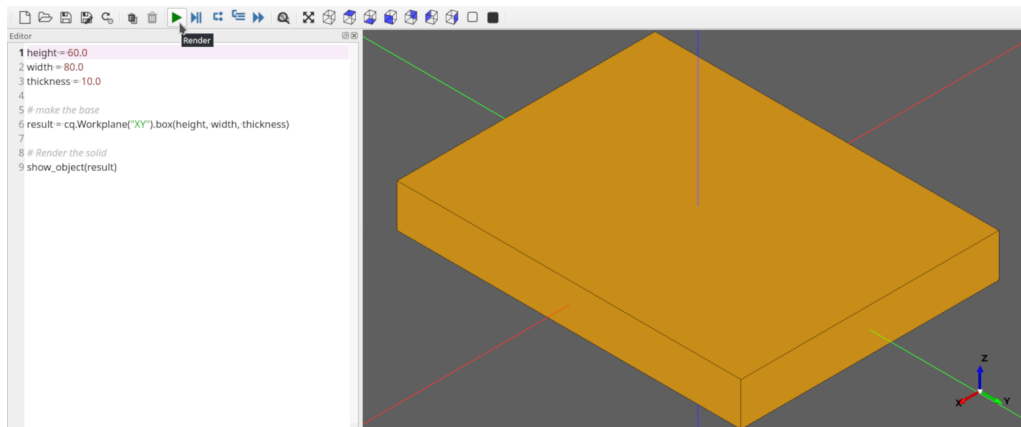 Render
Editor
1 height = 60.0
2 width = 80.0
3 thickness = 10.0
4
5 # make the base
6 result = cq.Workplane("XY").box(height, width, thickness)
7
8 # Render the solid
9 show_object(result)
Z
X
Y